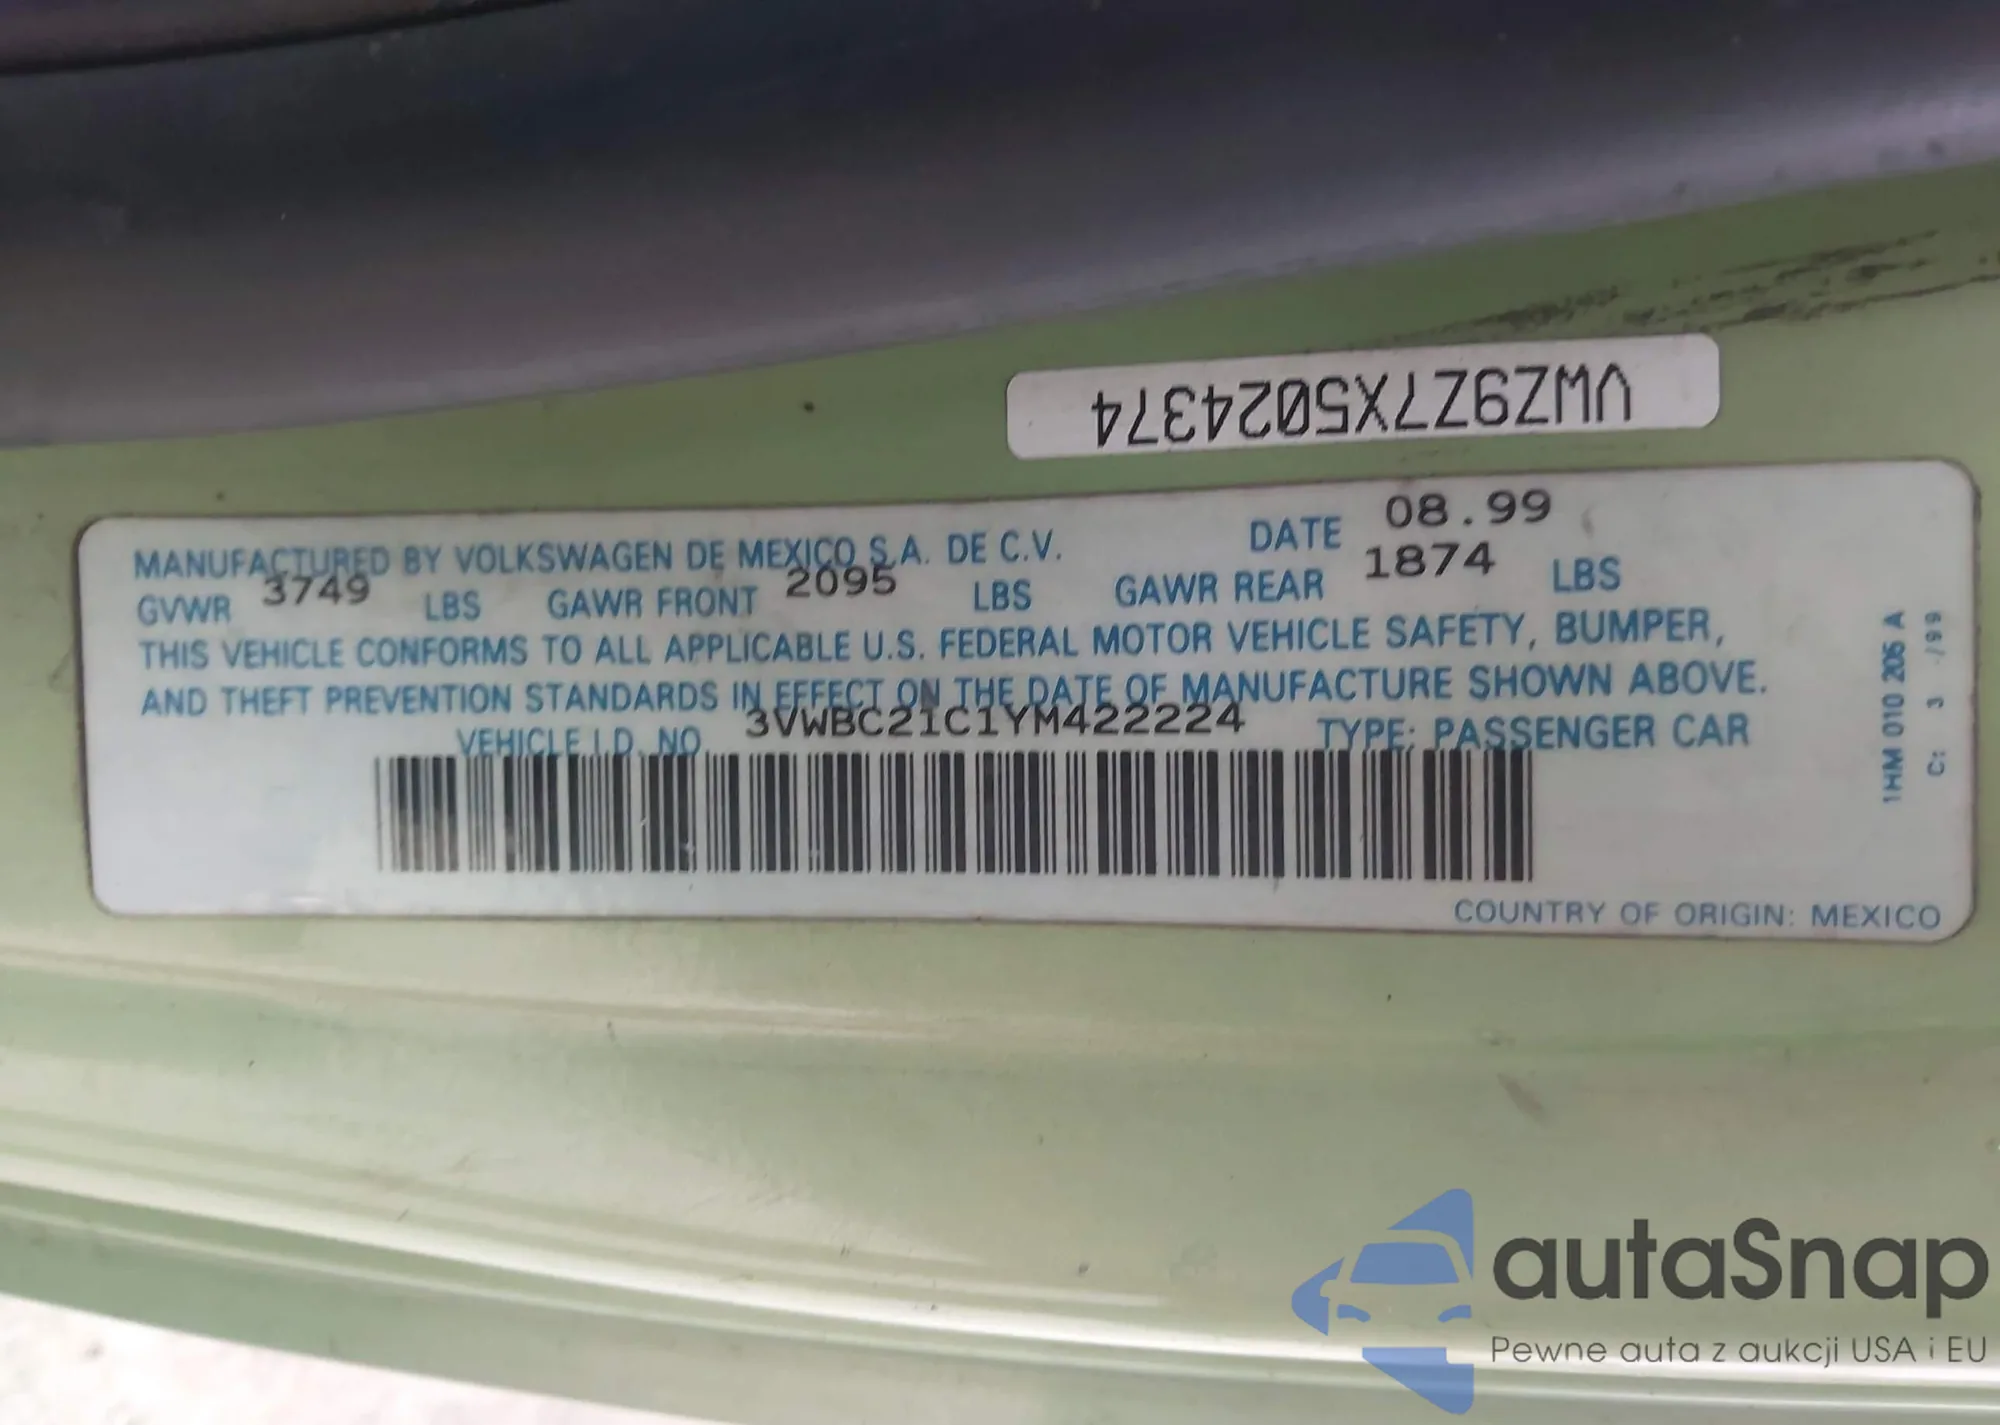 VWZ9Z7X5024374
MANUFACTURED BY VOLKSWAGEN DE MEXICO S.A. DE C.V. DATE 08.99
GVWR 3749 LBS GAWR FRONT 2095 LBS GAWR REAR 1874 LBS
THIS VEHICLE CONFORMS TO ALL APPLICABLE U.S. FEDERAL MOTOR VEHICLE SAFETY, BUMPER,
AND THEFT PREVENTION STANDARDS IN EFFECT ON THE DATE OF MANUFACTURE SHOWN ABOVE.
VEHICLE I.D. NO. 3VWBC21C1YM422224 TYPE: PASSENGER CAR
COUNTRY OF ORIGIN: MEXICO
1HM 010 205 A
C: 3 /99
autaSnap
Pewne auta z aukcji USA i EU